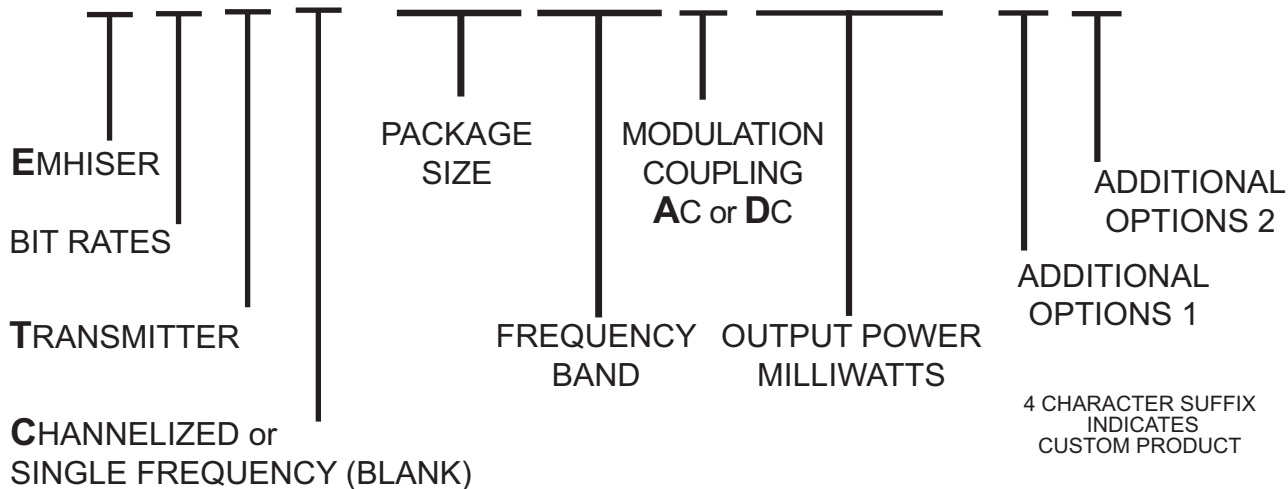 EMHISER
BIT RATES
TRANSMITTER
CHANNELIZED or
SINGLE FREQUENCY (BLANK)
PACKAGE
SIZE
FREQUENCY
BAND
MODULATION
COUPLING
AC or DC
OUTPUT POWER
MILLIWATTS
ADDITIONAL
OPTIONS 1
ADDITIONAL
OPTIONS 2
4 CHARACTER SUFFIX
INDICATES
CUSTOM PRODUCT